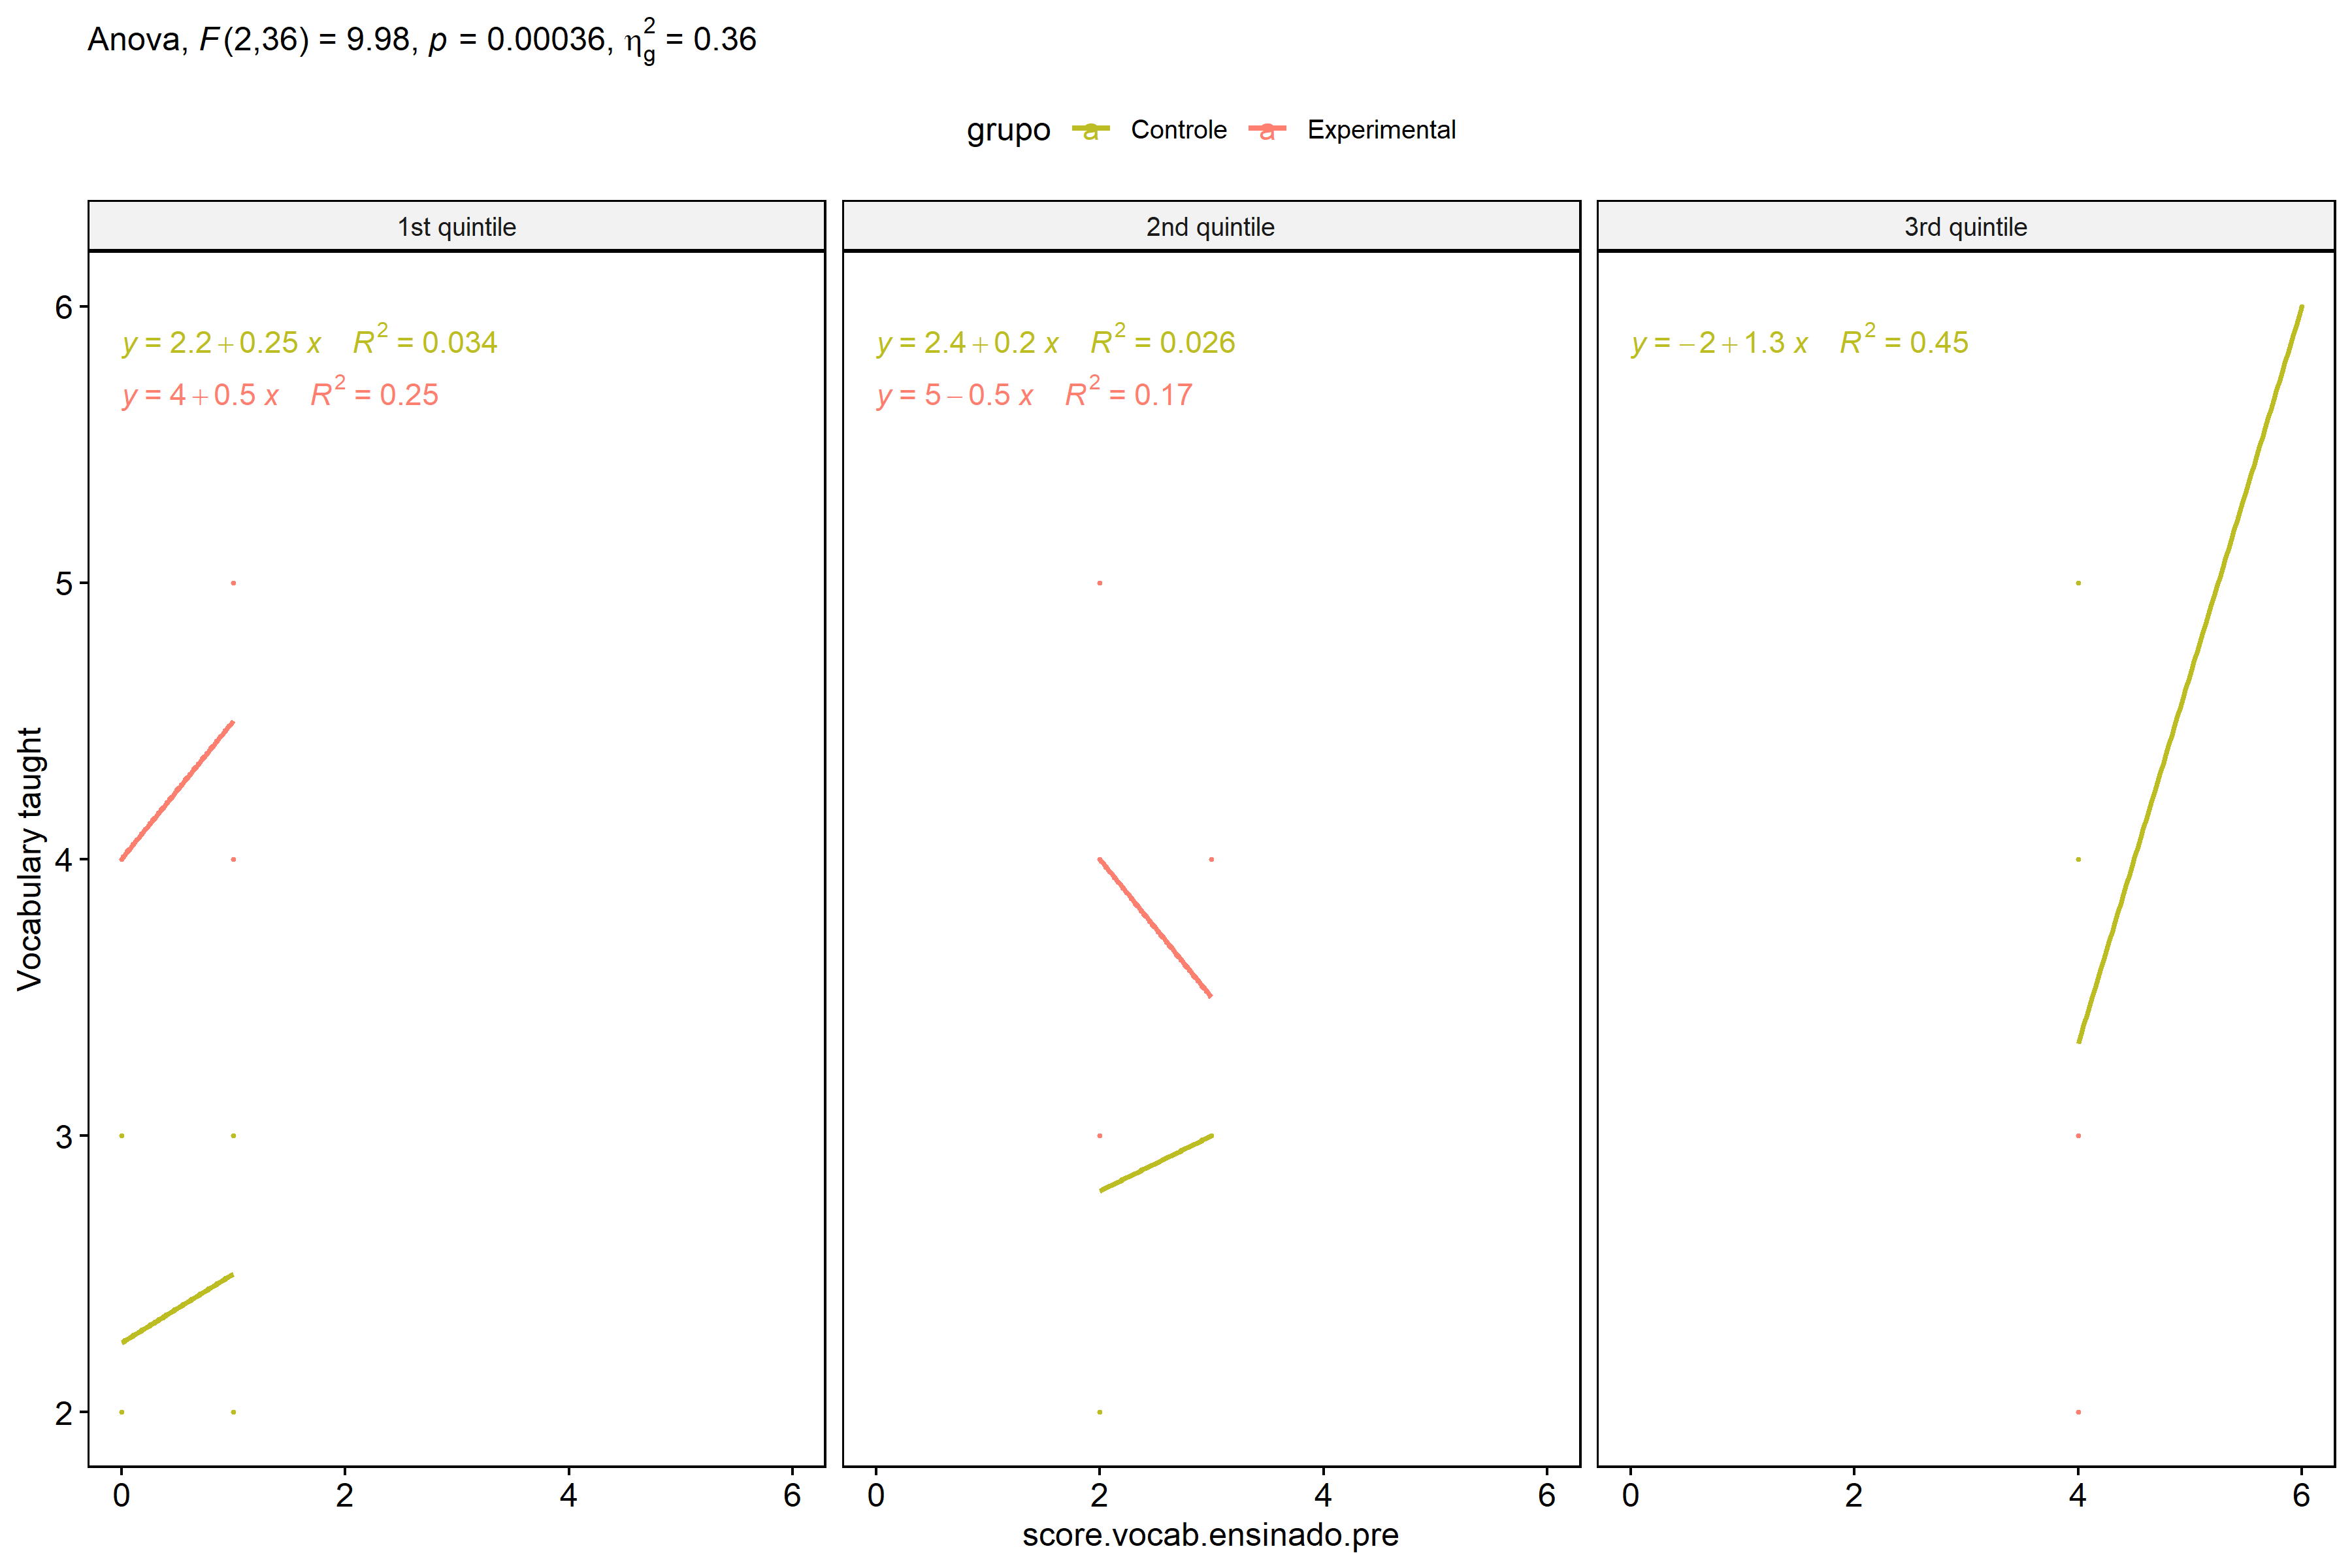 Anova, F(2,36) = 9.98, p = 0.00036, η²g = 0.36
grupo a Controle a Experimental
1st quintile
2nd quintile
3rd quintile
y = 2.2 + 0.25 x R² = 0.034
y = 4 + 0.5 x R² = 0.25
y = 2.4 + 0.2 x R² = 0.026
y = 5 − 0.5 x R² = 0.17
y = −2 + 1.3 x R² = 0.45
Vocabulary taught
6
5
4
3
2
0 2 4 6
0 2 4 6
0 2 4 6
score.vocab.ensinado.pre